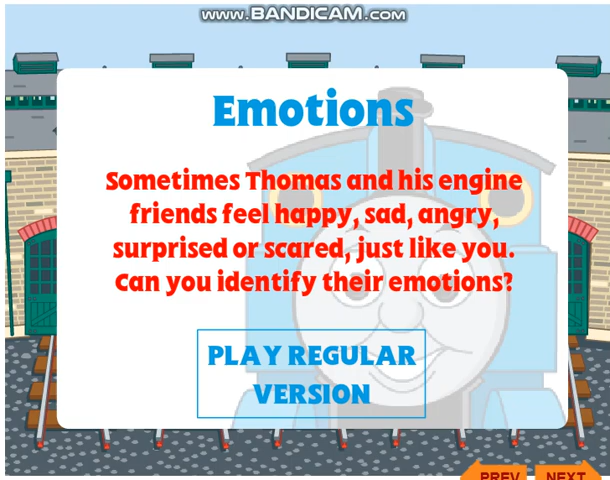 www.BANDICAM.com
Emotions
Sometimes Thomas and his engine
friends feel happy, sad, angry,
surprised or scared, just like you.
Can you identify their emotions?
PLAY REGULAR
VERSION
PREV NEXT